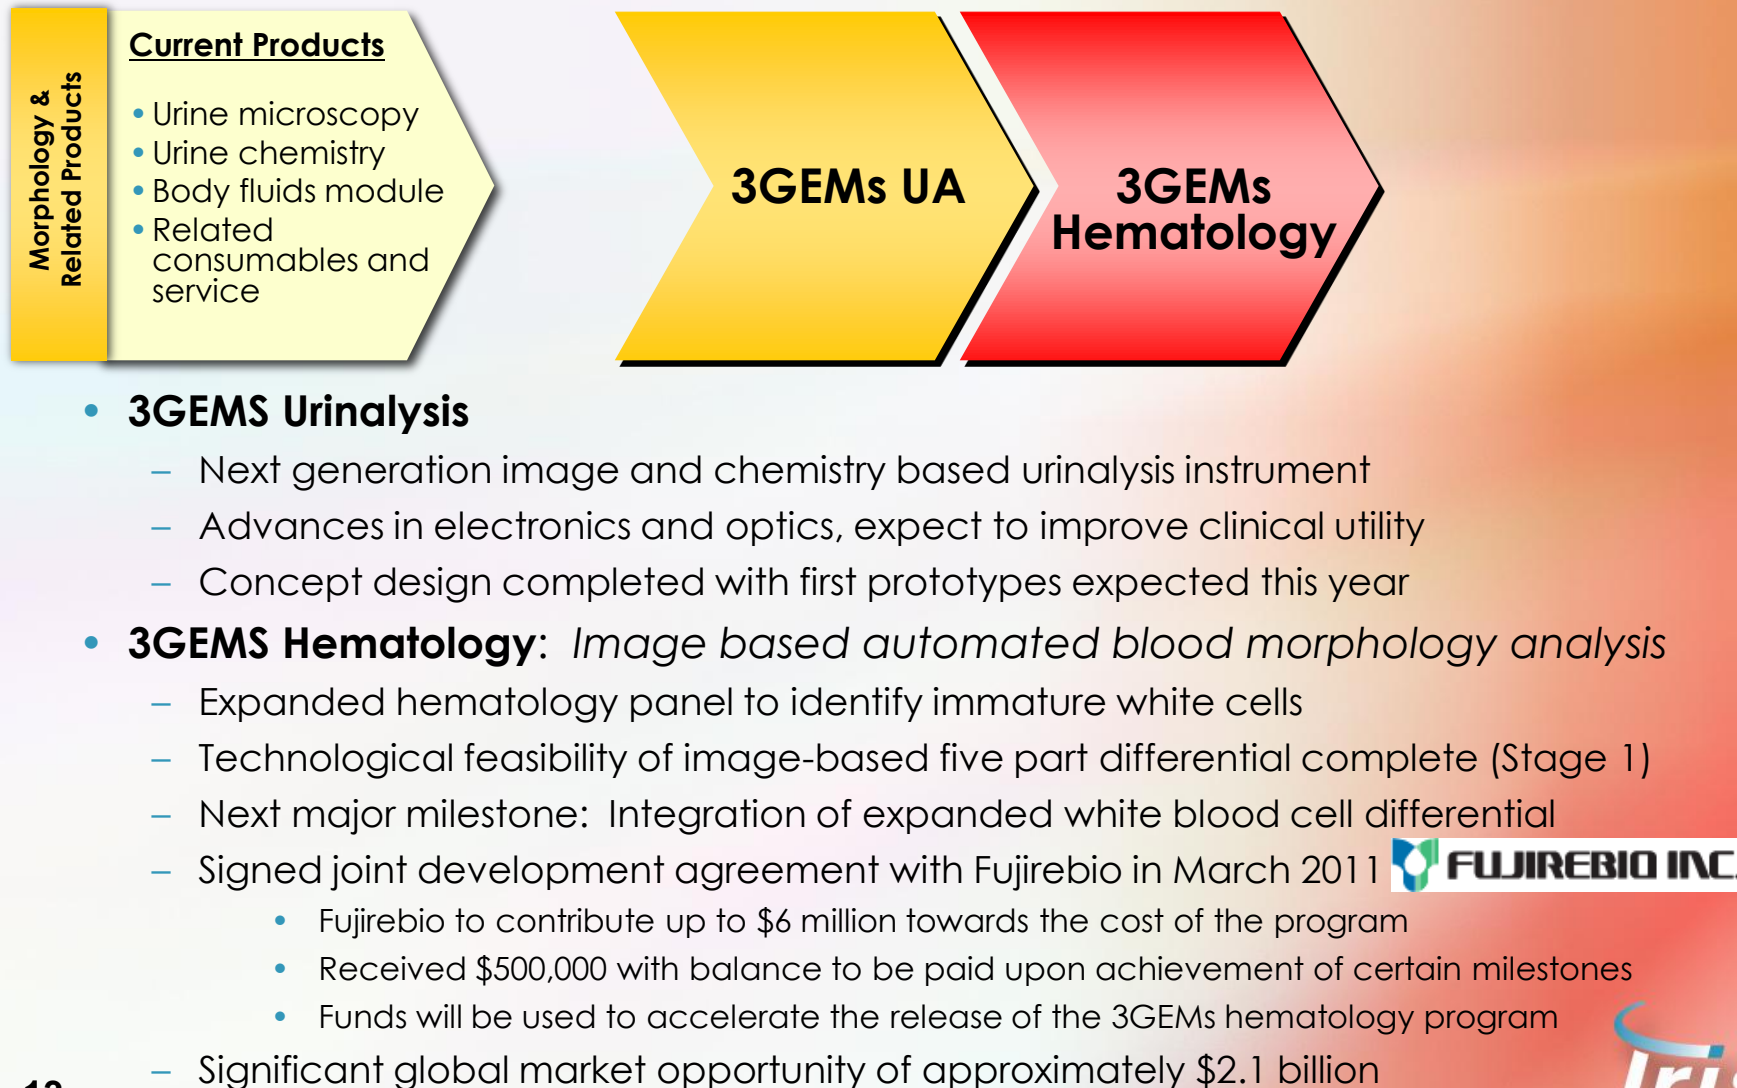 Morphology &
Related Products
Current Products
• Urine microscopy
• Urine chemistry
• Body fluids module
• Related
consumables and
service
3GEMs UA
3GEMs
Hematology
• 3GEMS Urinalysis
– Next generation image and chemistry based urinalysis instrument
– Advances in electronics and optics, expect to improve clinical utility
– Concept design completed with first prototypes expected this year
• 3GEMS Hematology: Image based automated blood morphology analysis
– Expanded hematology panel to identify immature white cells
– Technological feasibility of image-based five part differential complete (Stage 1)
– Next major milestone: Integration of expanded white blood cell differential
– Signed joint development agreement with Fujirebio in March 2011
FUJIREBIO INC.
• Fujirebio to contribute up to $6 million towards the cost of the program
• Received $500,000 with balance to be paid upon achievement of certain milestones
• Funds will be used to accelerate the release of the 3GEMs hematology program
– Significant global market opportunity of approximately $2.1 billion